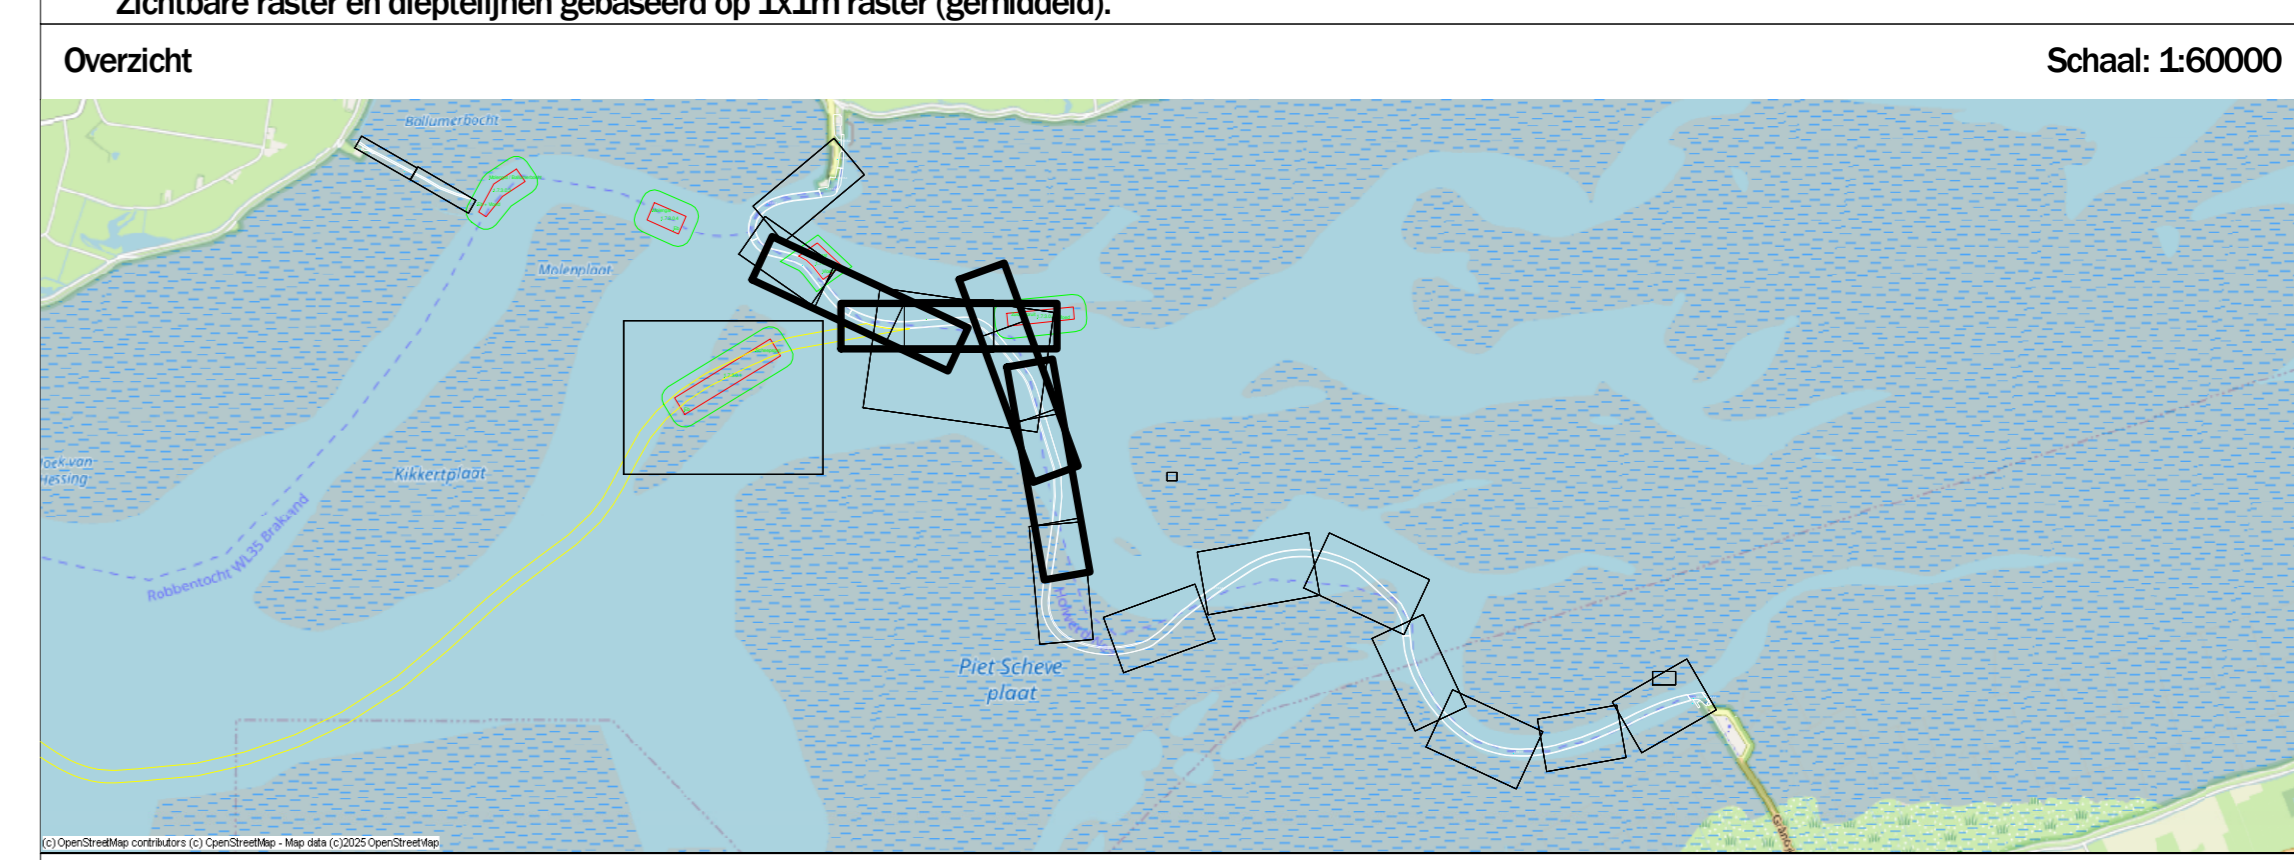 Zichtbare raster en dieptelijnen gebaseerd op 1x1m raster (gemiddeld).
Overzicht
Schaal: 1:60000
Ballumerbocht
Molenplaat
Kikkertplaat
Robbentocht WL35 Brakzand
Piet Scheve
plaat
(c) OpenStreetMap contributors (c) OpenStreetMap - Map data (c)2025 OpenStreetMap